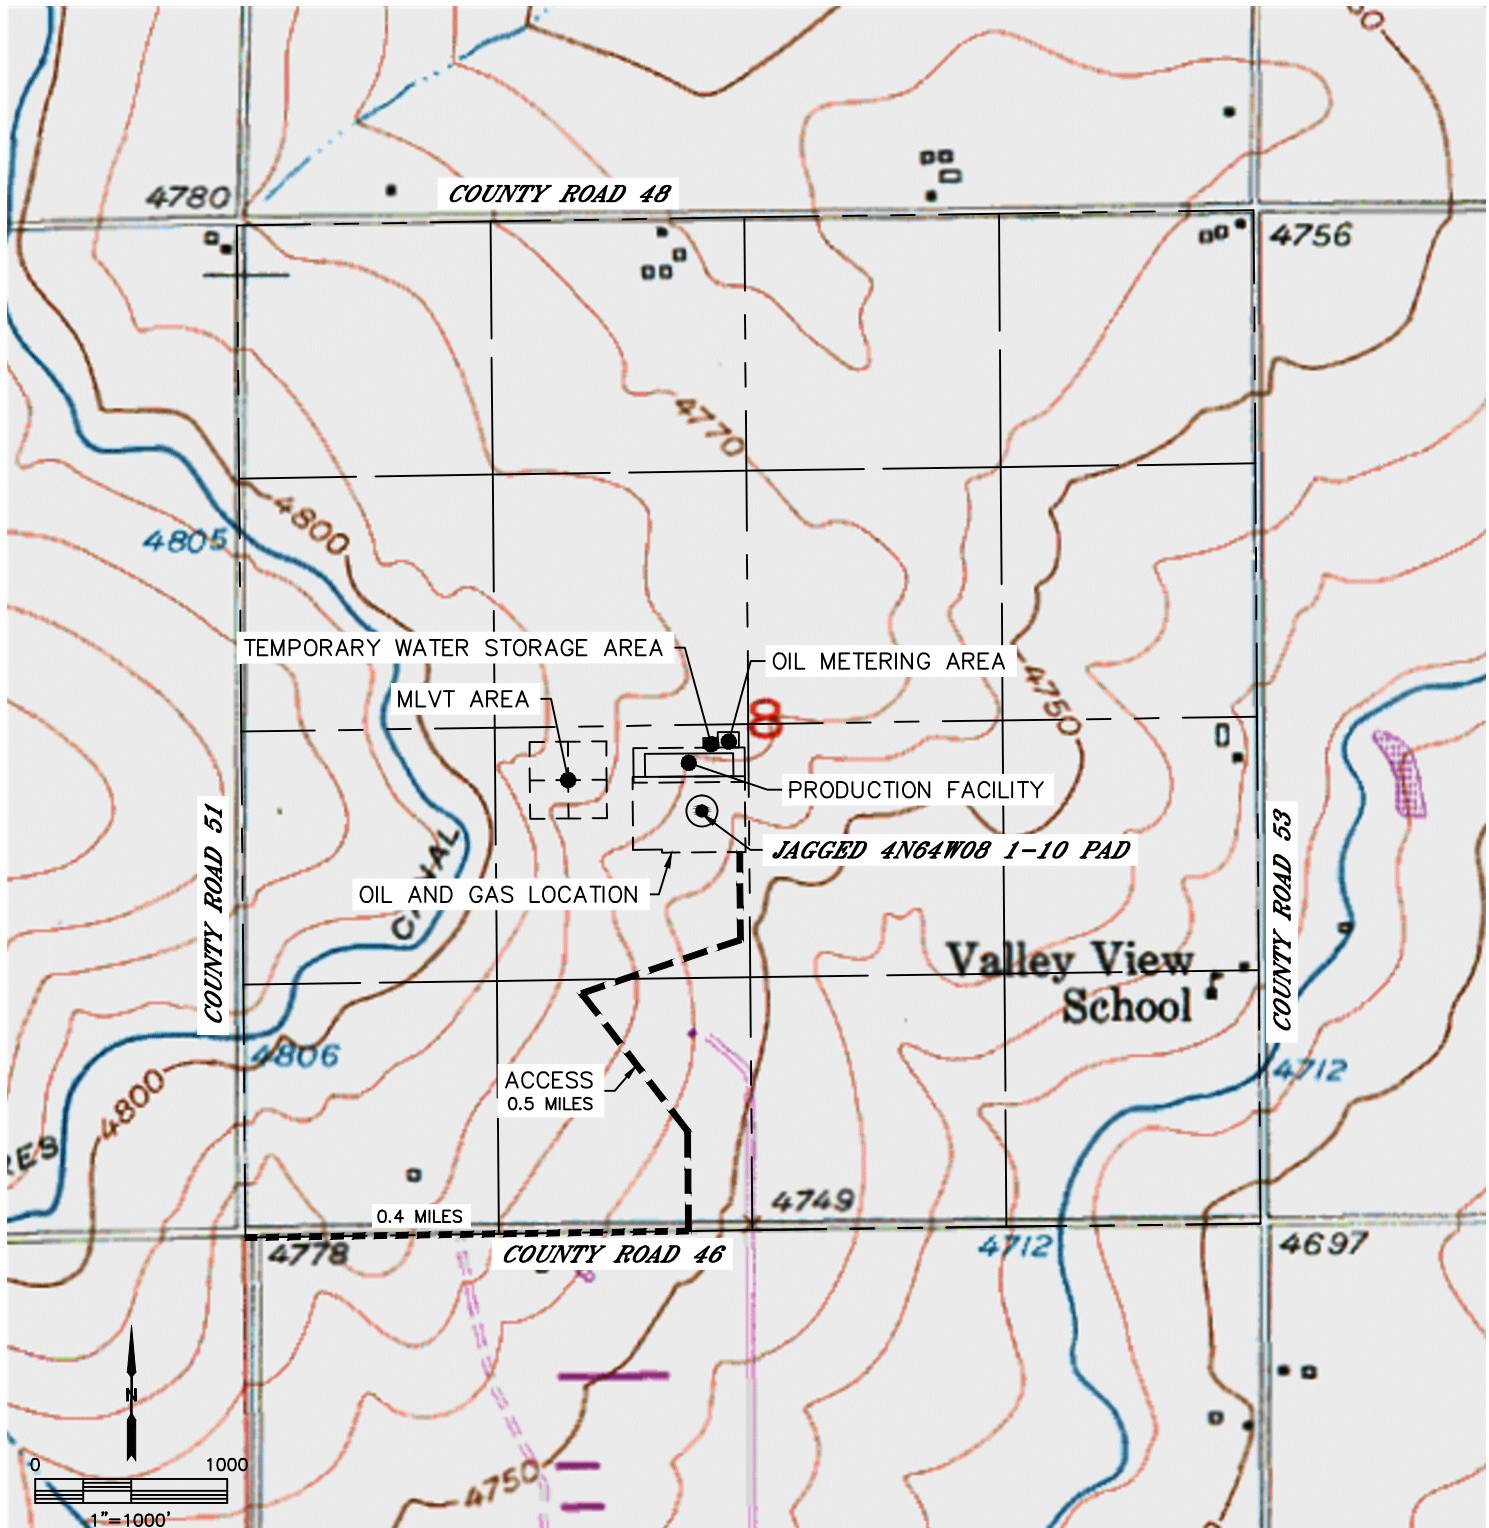 COUNTY ROAD 48
4780
4756
4770
4800
4805
TEMPORARY WATER STORAGE AREA
OIL METERING AREA
MLVT AREA
4750
8
PRODUCTION FACILITY
COUNTY ROAD 51
COUNTY ROAD 53
JAGGED 4N64W08 1-10 PAD
OIL AND GAS LOCATION
Valley View
School
4806
4712
ACCESS
0.5 MILES
4800
4749
0.4 MILES
4778
COUNTY ROAD 46
4712
4697
N
0 1000
4750
1"=1000'